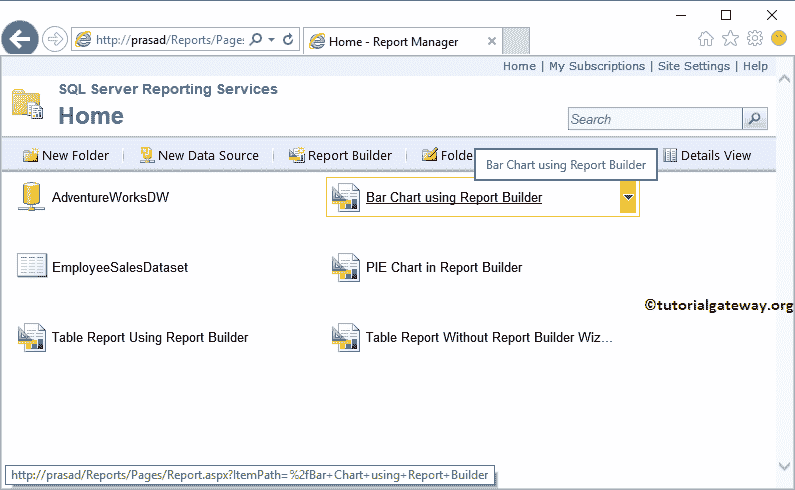 http://prasad/Reports/Pages
Home - Report Manager
Home | My Subscriptions | Site Settings | Help
SQL Server Reporting Services
Home
Search
New Folder
New Data Source
Report Builder
Folde
Bar Chart using Report Builder
Details View
AdventureWorksDW
Bar Chart using Report Builder
EmployeeSalesDataset
PIE Chart in Report Builder
©tutorialgateway.org
Table Report Using Report Builder
Table Report Without Report Builder Wiz...
http://prasad/Reports/Pages/Report.aspx?ItemPath=%2fBar+Chart+using+Report+Builder